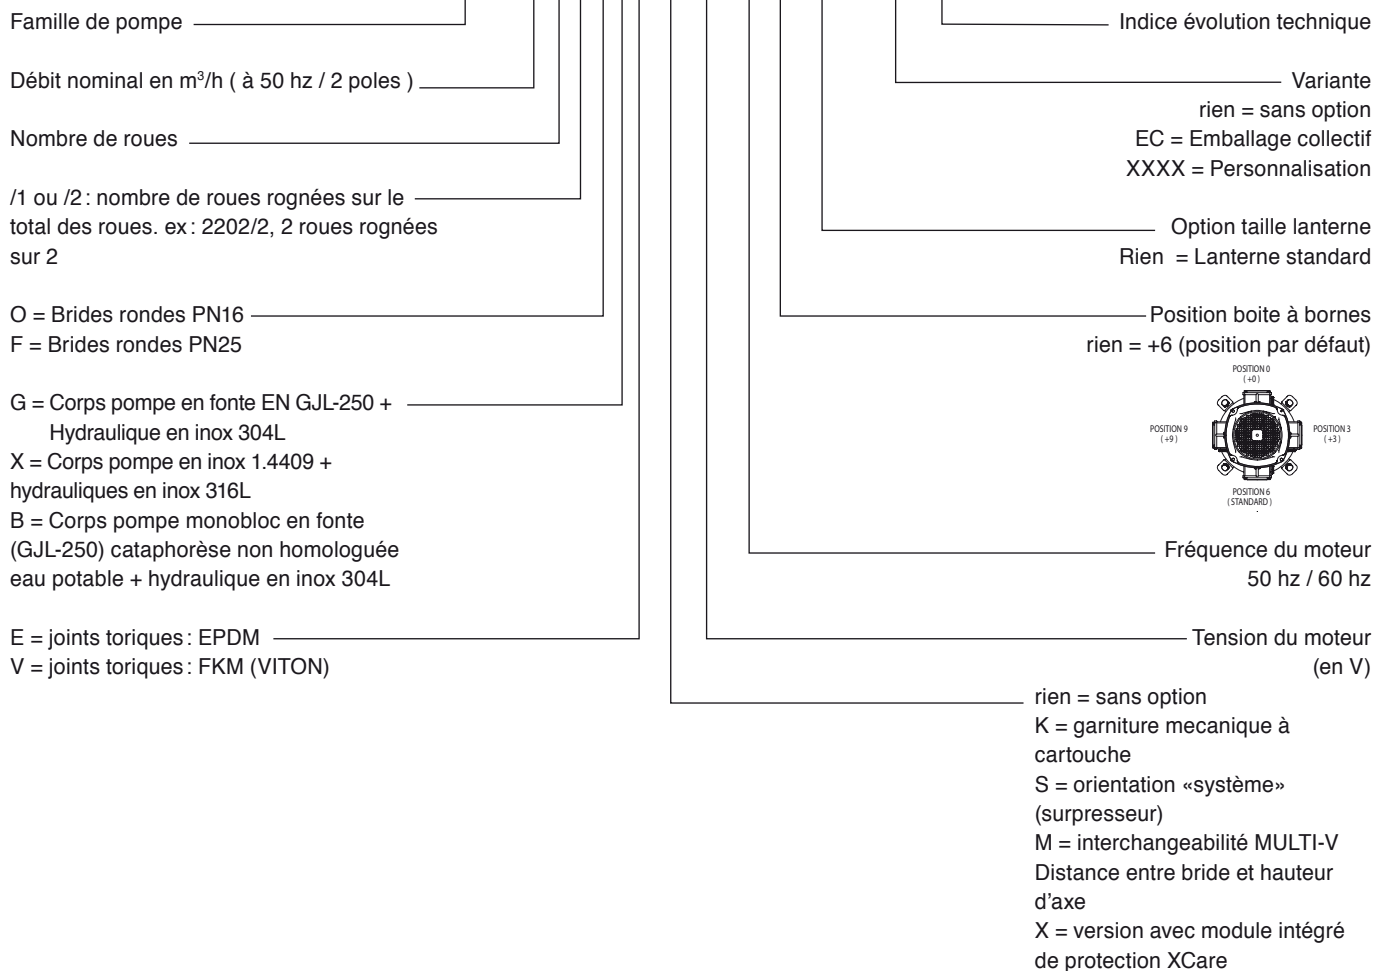 Famille de pompe
Débit nominal en m³/h ( à 50 hz / 2 poles )
Nombre de roues
/1 ou /2 : nombre de roues rognées sur le
total des roues. ex : 2202/2, 2 roues rognées
sur 2
O = Brides rondes PN16
F = Brides rondes PN25
G = Corps pompe en fonte EN GJL-250 +
Hydraulique en inox 304L
X = Corps pompe en inox 1.4409 +
hydrauliques en inox 316L
B = Corps pompe monobloc en fonte
(GJL-250) cataphorèse non homologuée
eau potable + hydraulique en inox 304L
E = joints toriques : EPDM
V = joints toriques : FKM (VITON)
Indice évolution technique
Variante
rien = sans option
EC = Emballage collectif
XXXX = Personnalisation
Option taille lanterne
Rien = Lanterne standard
Position boite à bornes
rien = +6 (position par défaut)
POSITION 0
( +0 )
POSITION 9
( +9 )
POSITION 3
( +3 )
POSITION 6
( STANDARD )
Fréquence du moteur
50 hz / 60 hz
Tension du moteur
(en V)
rien = sans option
K = garniture mecanique à
cartouche
S = orientation «système»
(surpresseur)
M = interchangeabilité MULTI-V
Distance entre bride et hauteur
d'axe
X = version avec module intégré
de protection XCare